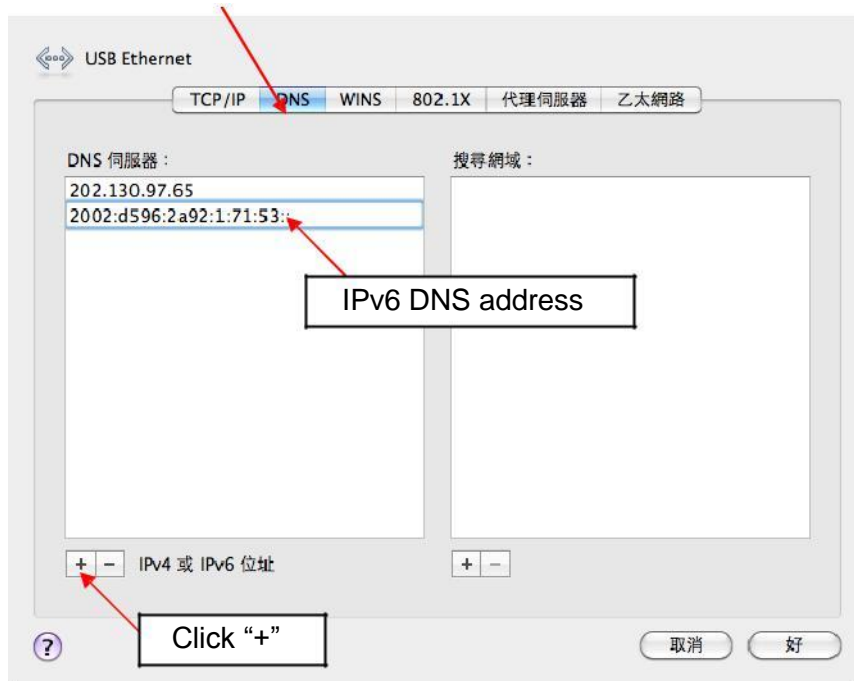 USB Ethernet
TCP/IP DNS WINS 802.1X 代理伺服器 乙太網路
DNS 伺服器：
搜尋網域：
202.130.97.65
2002:d596:2a92:1:71:53::
IPv6 DNS address
+ - IPv4 或 IPv6 位址
+ -
Click “+”
?
取消
好